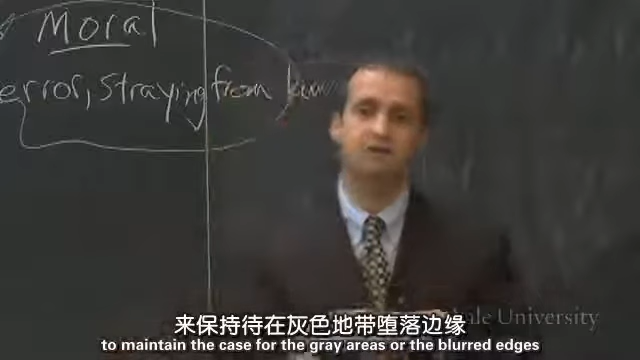 Moral
error, straying from
来保持待在灰色地带堕落边缘
to maintain the case for the gray areas or the blurred edges
Yale University